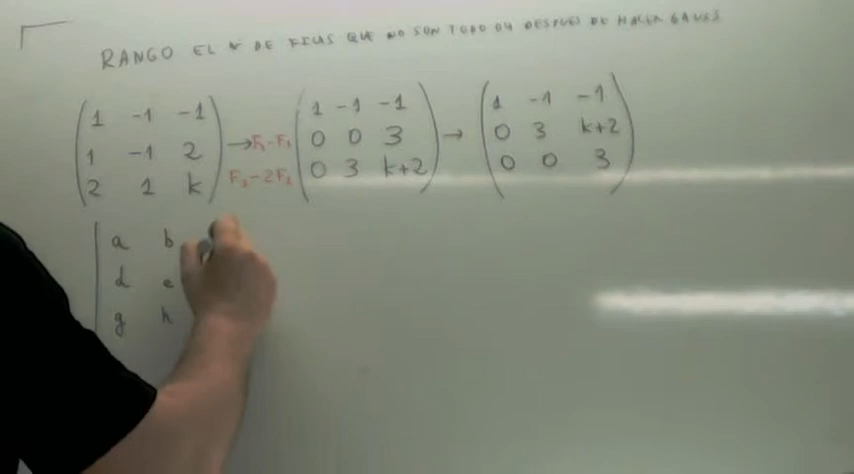 RANGO EL Nº DE FILAS QUE NO SON TODO 0S DESPUES DE HACER GAUSS
1 -1 -1 1 -1 -1 1 -1 -1
1 -1 2 → F₂-F₁ 0 0 3 → 0 3 k+2
2 1 k F₃-2F₁ 0 3 k+2 0 0 3
a b
d e
g h